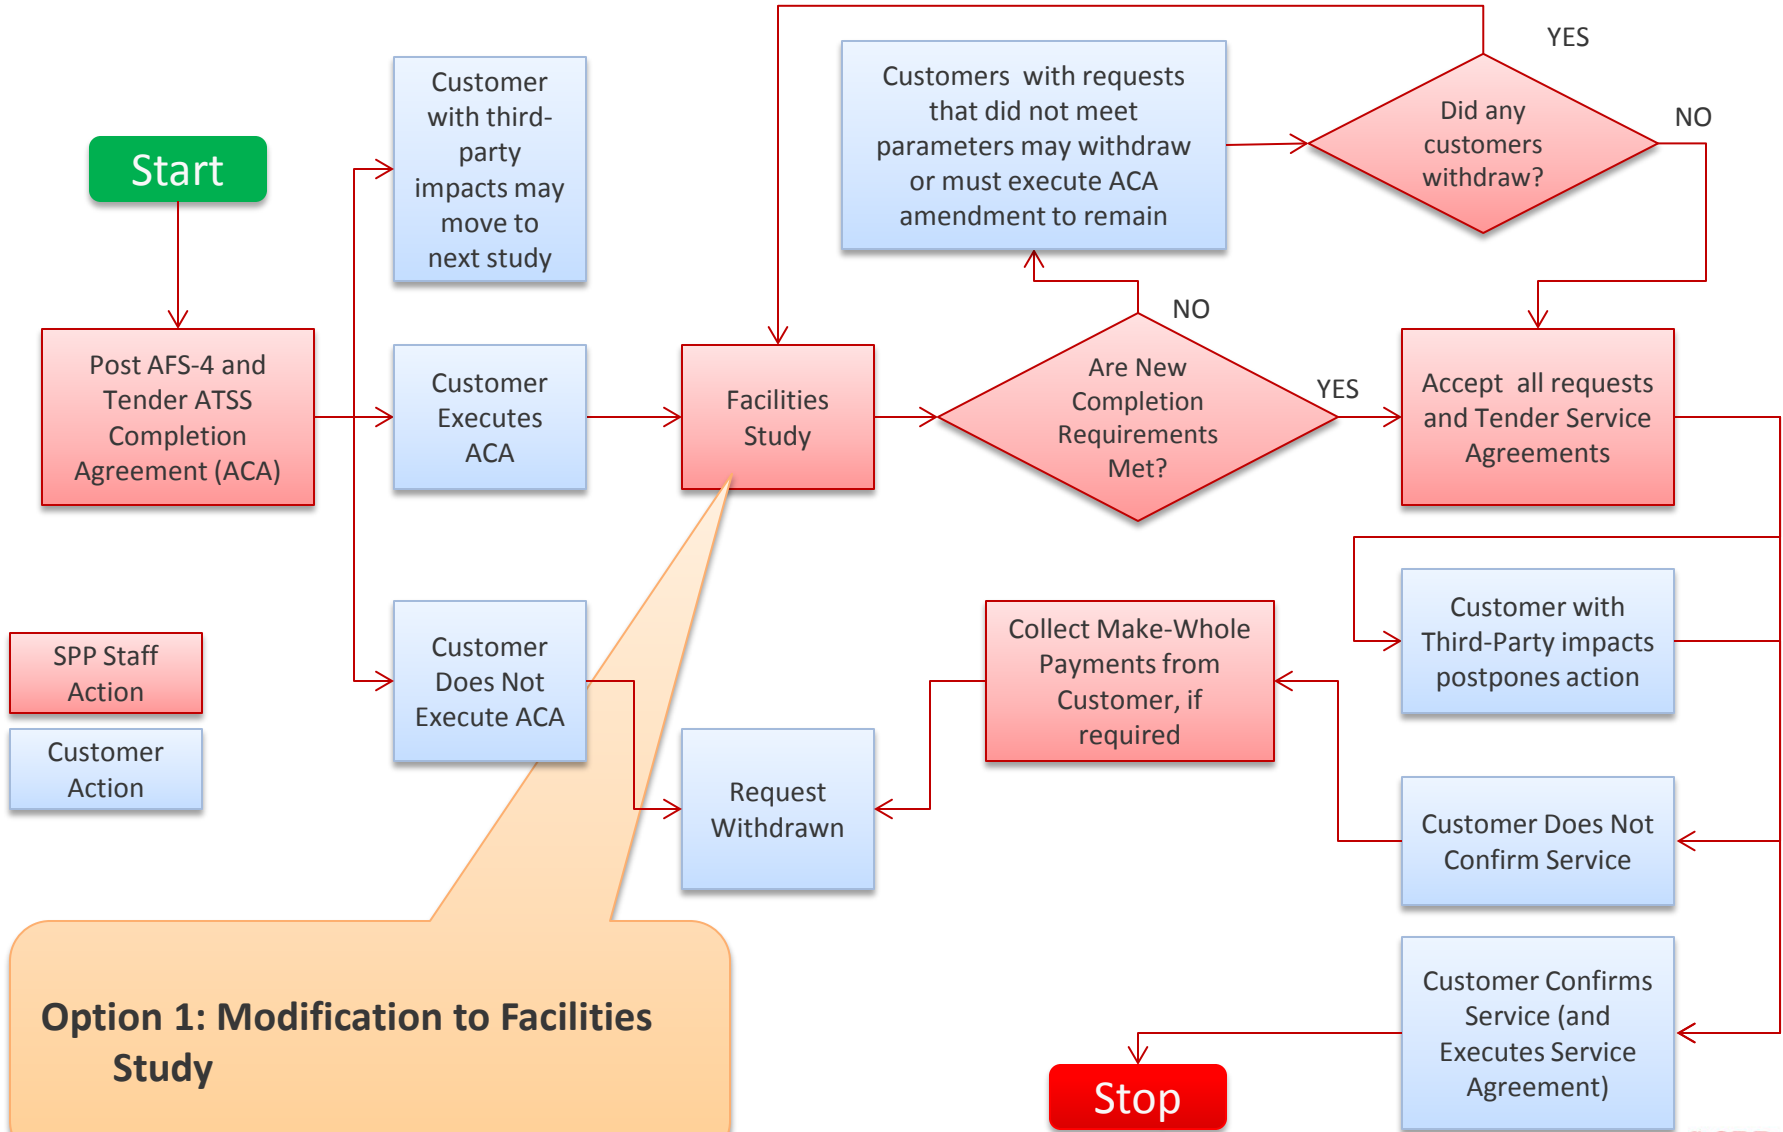 Start
Post AFS-4 and
Tender ATSS
Completion
Agreement (ACA)
Customer
with third-
party
impacts may
move to
next study
Customer
Executes
ACA
Customer
Does Not
Execute ACA
Facilities
Study
Customers with requests
that did not meet
parameters may withdraw
or must execute ACA
amendment to remain
Did any
customers
withdraw?
YES
NO
NO
Are New
Completion
Requirements
Met?
YES
Accept all requests
and Tender Service
Agreements
Customer with
Third-Party impacts
postpones action
Collect Make-Whole
Payments from
Customer, if
required
Request
Withdrawn
Customer Does Not
Confirm Service
Customer Confirms
Service (and
Executes Service
Agreement)
Stop
SPP Staff
Action
Customer
Action
Option 1: Modification to Facilities
Study